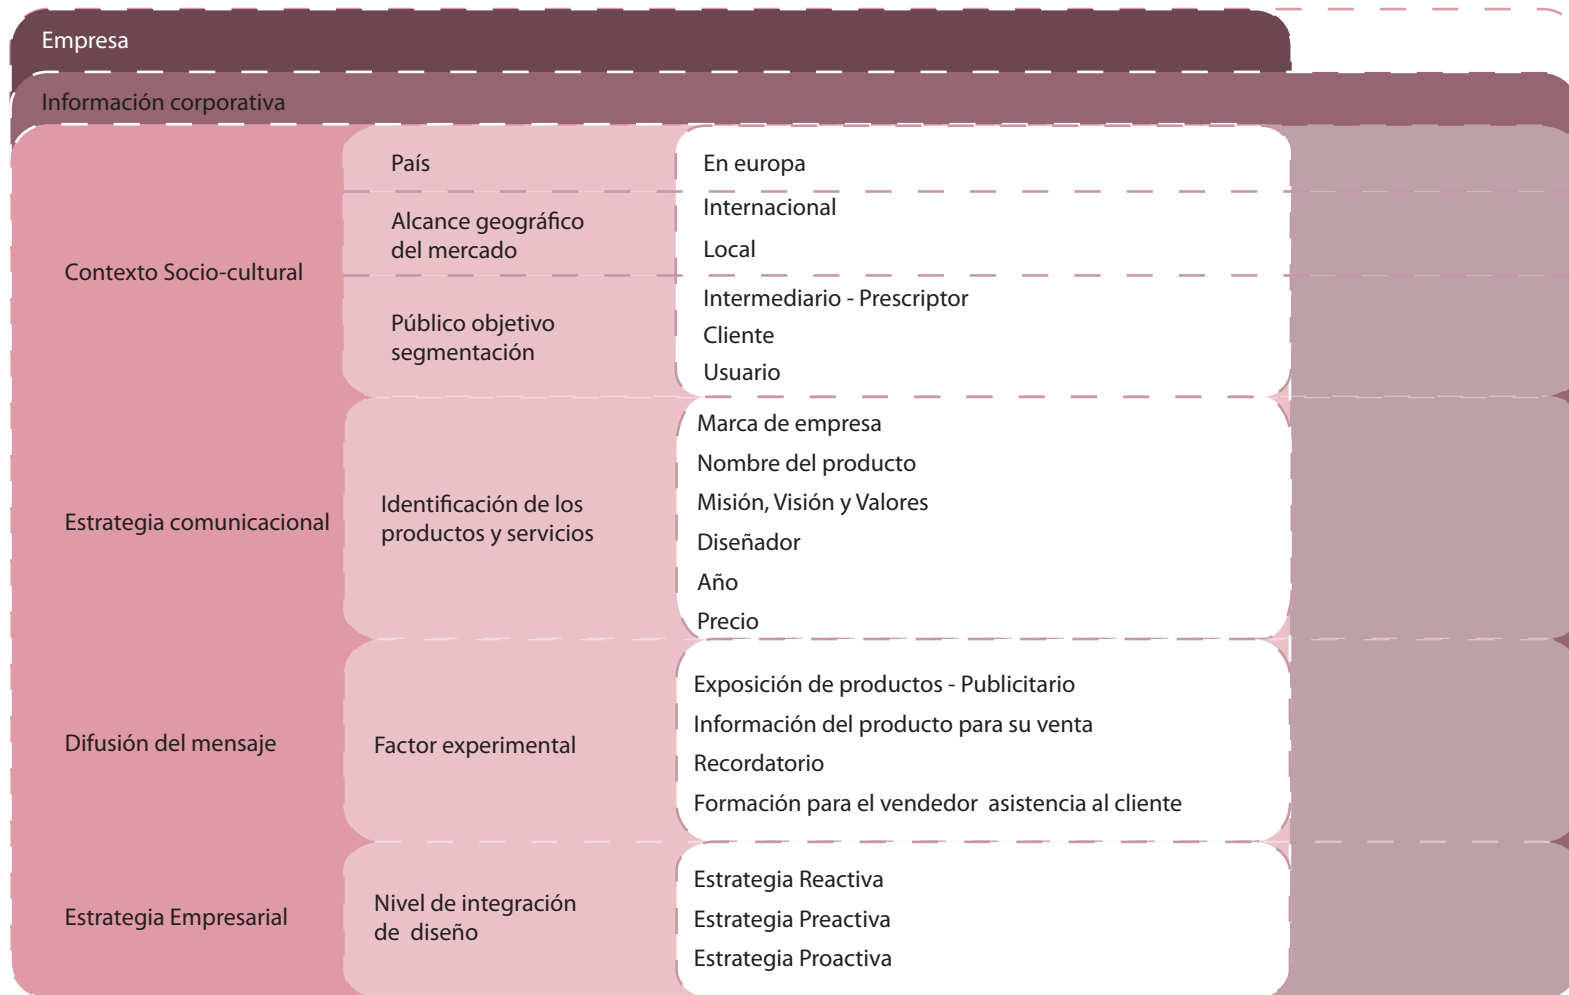 Empresa
Información corporativa
Contexto Socio-cultural
País
En europa
Alcance geográfico
del mercado
Internacional
Local
Público objetivo
segmentación
Intermediario - Prescriptor
Cliente
Usuario
Estrategia comunicacional
Identificación de los
productos y servicios
Marca de empresa
Nombre del producto
Misión, Visión y Valores
Diseñador
Año
Precio
Difusión del mensaje
Factor experimental
Exposición de productos - Publicitario
Información del producto para su venta
Recordatorio
Formación para el vendedor  asistencia al cliente
Estrategia Empresarial
Nivel de integración
de  diseño
Estrategia Reactiva
Estrategia Preactiva
Estrategia Proactiva